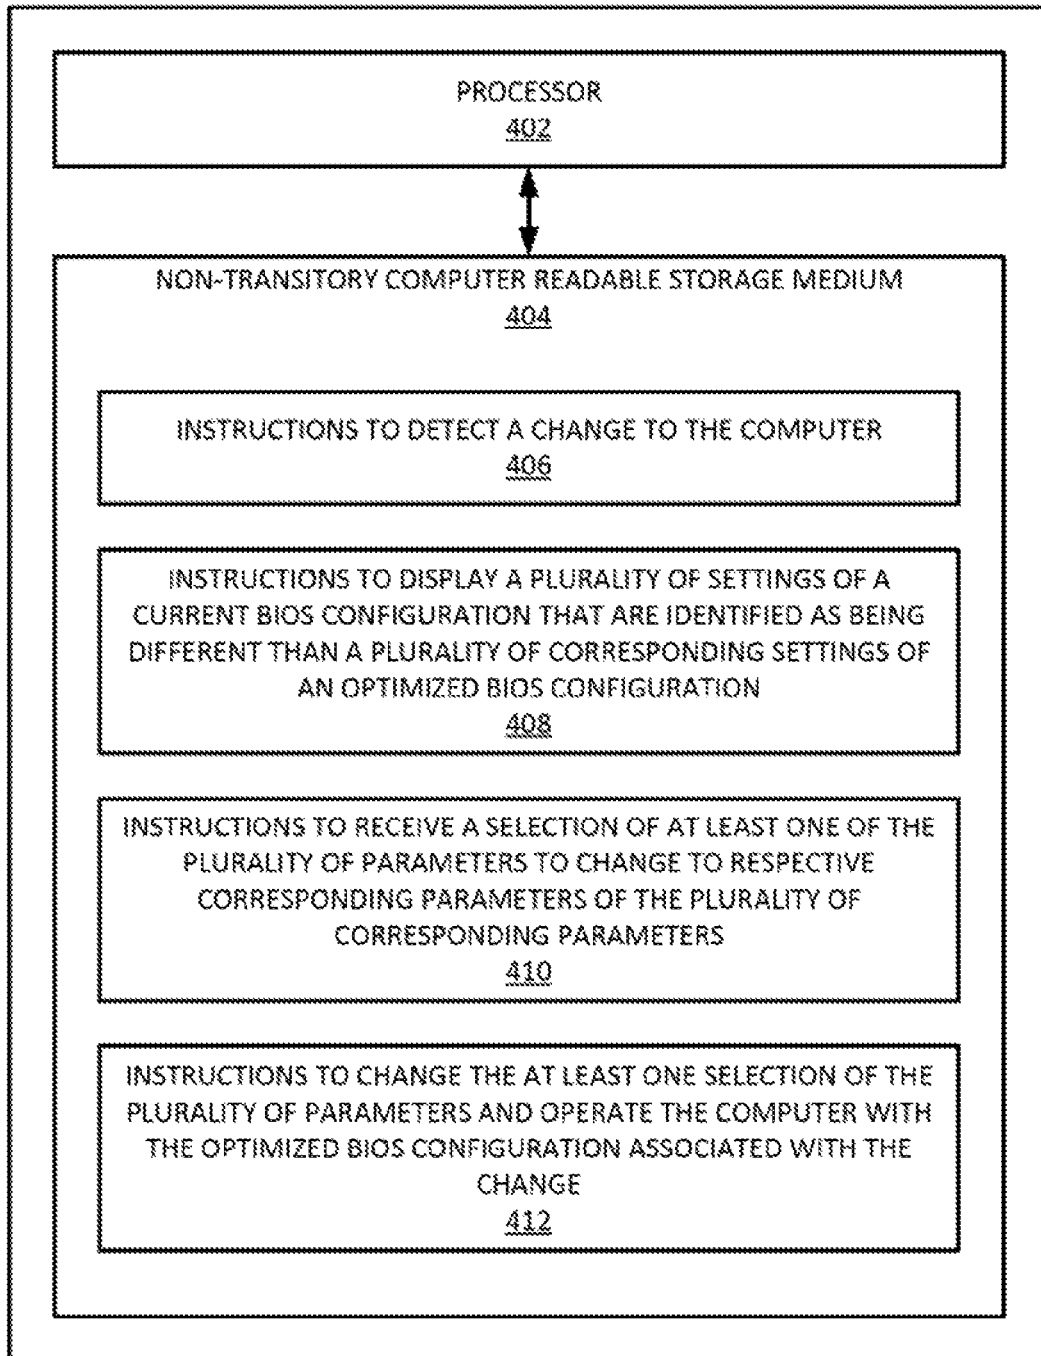 PROCESSOR
402
NON-TRANSITORY COMPUTER READABLE STORAGE MEDIUM
404
INSTRUCTIONS TO DETECT A CHANGE TO THE COMPUTER
406
INSTRUCTIONS TO DISPLAY A PLURALITY OF SETTINGS OF A
CURRENT BIOS CONFIGURATION THAT ARE IDENTIFIED AS BEING
DIFFERENT THAN A PLURALITY OF CORRESPONDING SETTINGS OF
AN OPTIMIZED BIOS CONFIGURATION
408
INSTRUCTIONS TO RECEIVE A SELECTION OF AT LEAST ONE OF THE
PLURALITY OF PARAMETERS TO CHANGE TO RESPECTIVE
CORRESPONDING PARAMETERS OF THE PLURALITY OF
CORRESPONDING PARAMETERS
410
INSTRUCTIONS TO CHANGE THE AT LEAST ONE SELECTION OF THE
PLURALITY OF PARAMETERS AND OPERATE THE COMPUTER WITH
THE OPTIMIZED BIOS CONFIGURATION ASSOCIATED WITH THE
CHANGE
412